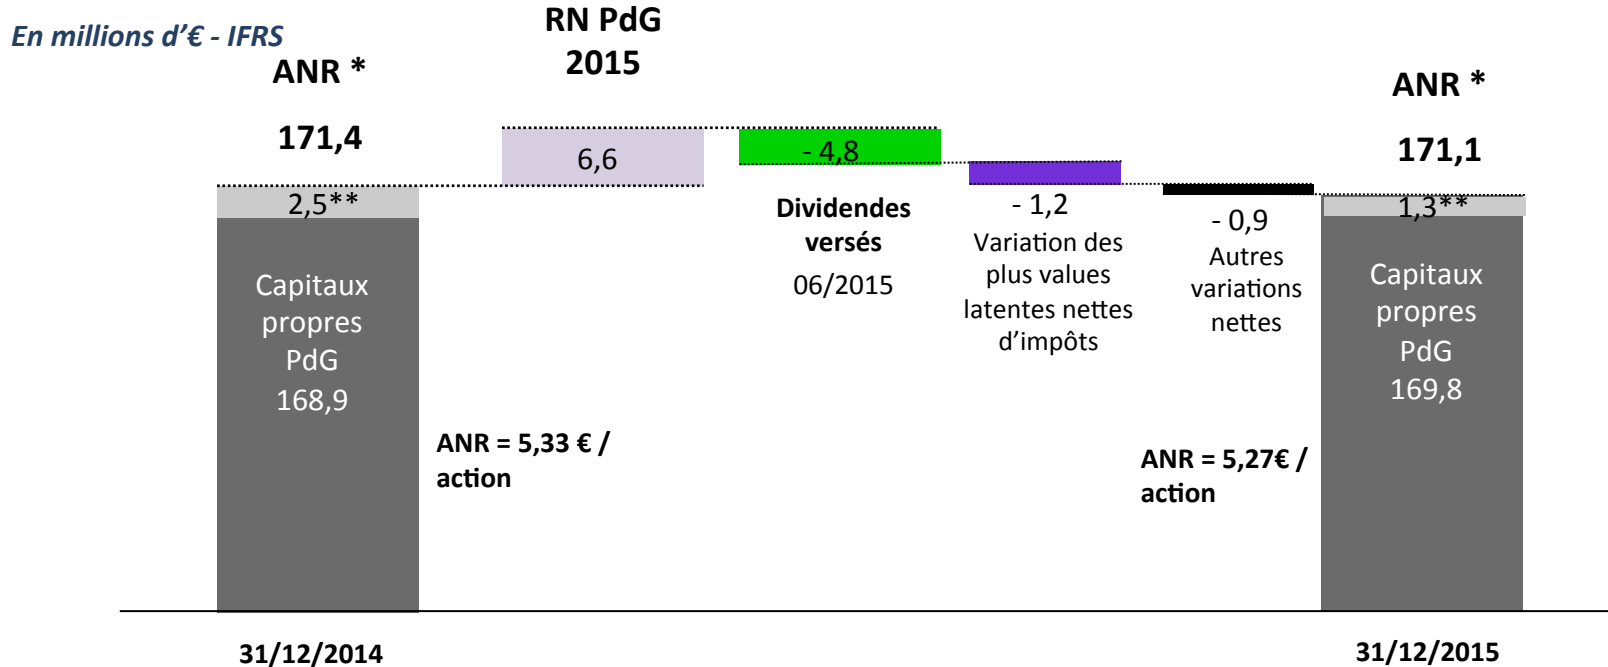 En millions d'€ - IFRS
RN PdG
2015
ANR *
171,4
ANR *
171,1
6,6
- 4,8
2,5**
Capitaux
propres
PdG
168,9
Dividendes
versés
06/2015
- 1,2
Variation des
plus values
latentes nettes
d'impôts
- 0,9
Autres
variations
nettes
1,3**
Capitaux
propres
PdG
169,8
ANR = 5,33 € /
action
ANR = 5,27€ /
action
31/12/2014
31/12/2015